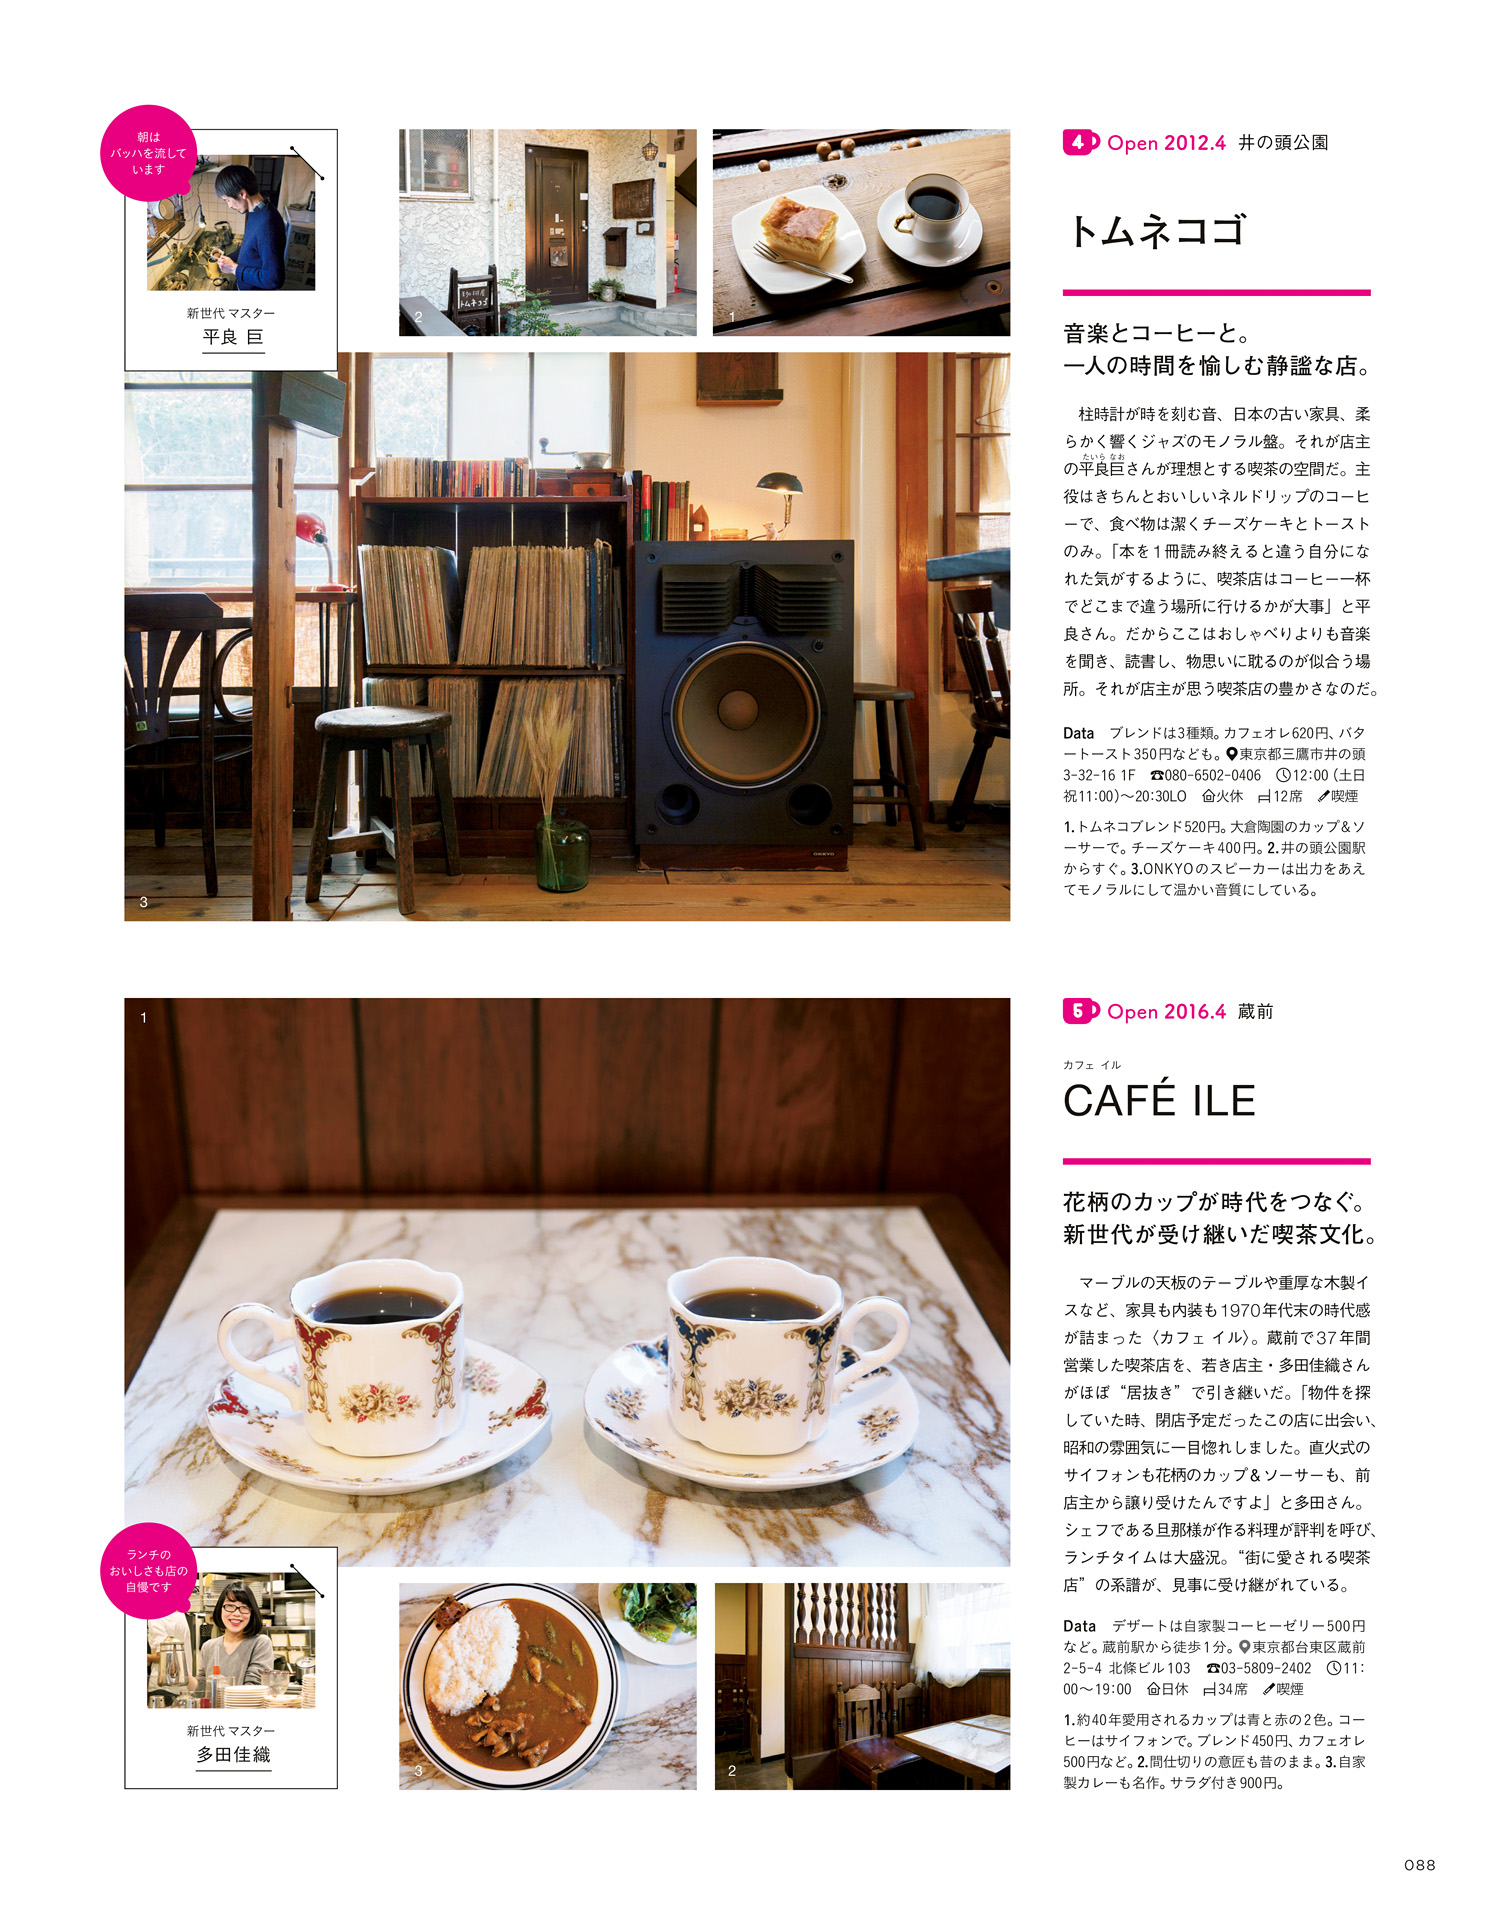 朝は
バッハを流して
います
新世代 マスター
平良 巨
2
1
3
4 Open 2012.4 井の頭公園
トムネコゴ
音楽とコーヒーと。
一人の時間を愉しむ静謐な店。
柱時計が時を刻む音、日本の古い家具、柔
らかく響くジャズのモノラル盤。それが店主
の平良巨さんが理想とする喫茶の空間だ。主
たいら なお
役はきちんとおいしいネルドリップのコーヒ
ーで、食べ物は潔くチーズケーキとトースト
のみ。「本を1冊読み終えると違う自分にな
れた気がするように、喫茶店はコーヒー一杯
でどこまで違う場所に行けるかが大事」と平
良さん。だからここはおしゃべりよりも音楽
を聞き、読書し、物思いに耽るのが似合う場
所。それが店主が思う喫茶店の豊かさなのだ。
Data ブレンドは3種類。カフェオレ620円、バタ
ートースト350円なども。東京都三鷹市井の頭
3-32-16 1F ☎080-6502-0406 12:00(土日
祝11:00)〜20:30LO 火休 12席 喫煙
1.トムネコブレンド520円。大倉陶園のカップ&ソ
ーサーで。チーズケーキ400円。2.井の頭公園駅
からすぐ。3.ONKYOのスピーカーは出力をあえ
てモノラルにして温かい音質にしている。
トムネコゴ
ONKYO
1
ランチの
おいしさも店の
自慢です
新世代 マスター
多田佳織
3
2
5 Open 2016.4 蔵前
カフェ イル
CAFÉ ILE
花柄のカップが時代をつなぐ。
新世代が受け継いだ喫茶文化。
マーブルの天板のテーブルや重厚な木製イ
スなど、家具も内装も1970年代末の時代感
が詰まった〈カフェ イル〉。蔵前で37年間
営業した喫茶店を、若き店主・多田佳織さん
がほぼ“居抜き”で引き継いだ。「物件を探
していた時、閉店予定だったこの店に出会い、
昭和の雰囲気に一目惚れしました。直火式の
サイフォンも花柄のカップ&ソーサーも、前
店主から譲り受けたんですよ」と多田さん。
シェフである旦那様が作る料理が評判を呼び、
ランチタイムは大盛況。“街に愛される喫茶
店”の系譜が、見事に受け継がれている。
Data デザートは自家製コーヒーゼリー500円
など。蔵前駅から徒歩1分。東京都台東区蔵前
2-5-4 北條ビル103 ☎03-5809-2402 11:
00〜19:00 日休 34席 喫煙
1.約40年愛用されるカップは青と赤の2色。コー
ヒーはサイフォンで。ブレンド450円、カフェオレ
500円など。2.間仕切りの意匠も昔のまま。3.自家
製カレーも名作。サラダ付き900円。
088